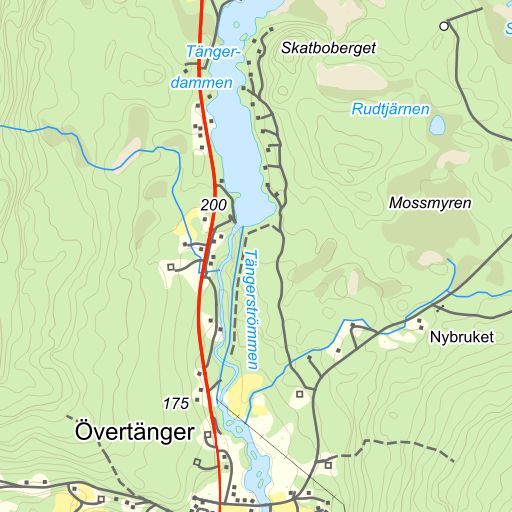 Skatboberget
Tänger-
dammen
Rudtjärnen
200
Mossmyren
Tängerströmmen
Nybruket
175
Övertänger